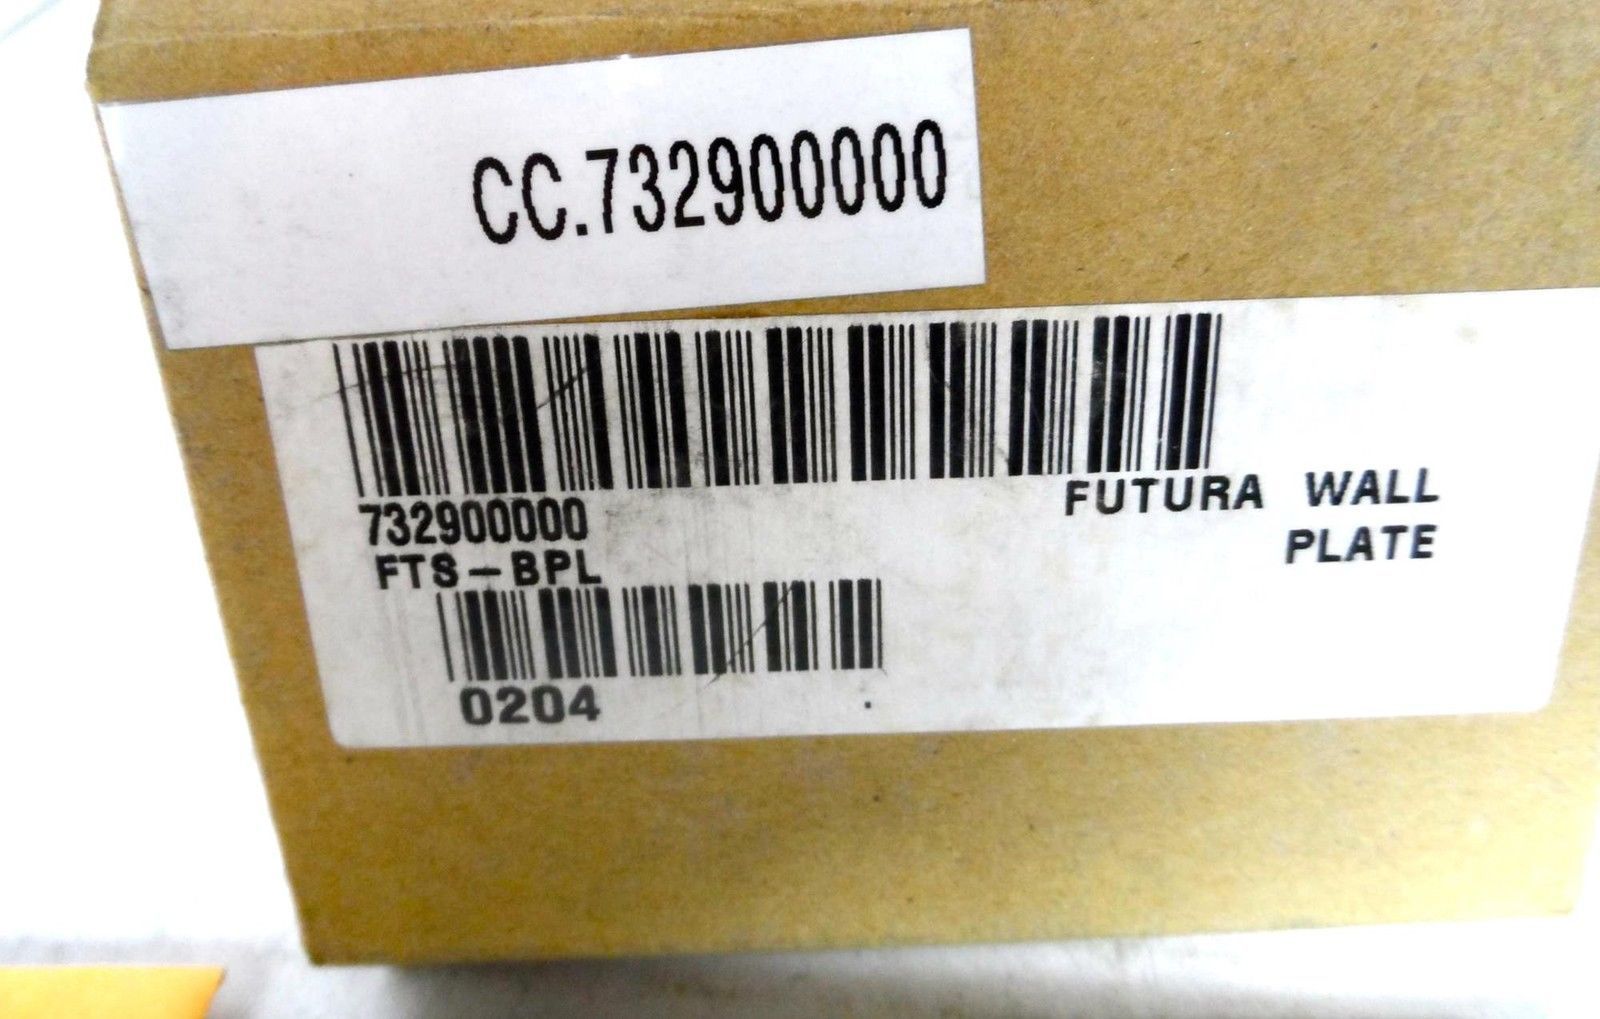 CC.732900000
732900000
FTS-BPL
FUTURA WALL
PLATE
0204